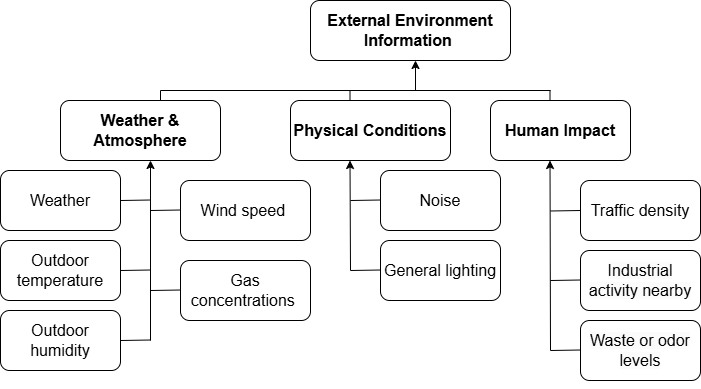 External Environment
Information
Weather &
Atmosphere
Physical Conditions
Human Impact
Weather
Wind speed
Outdoor
temperature
Gas
concentrations
Outdoor
humidity
Noise
General lighting
Traffic density
Industrial
activity nearby
Waste or odor
levels